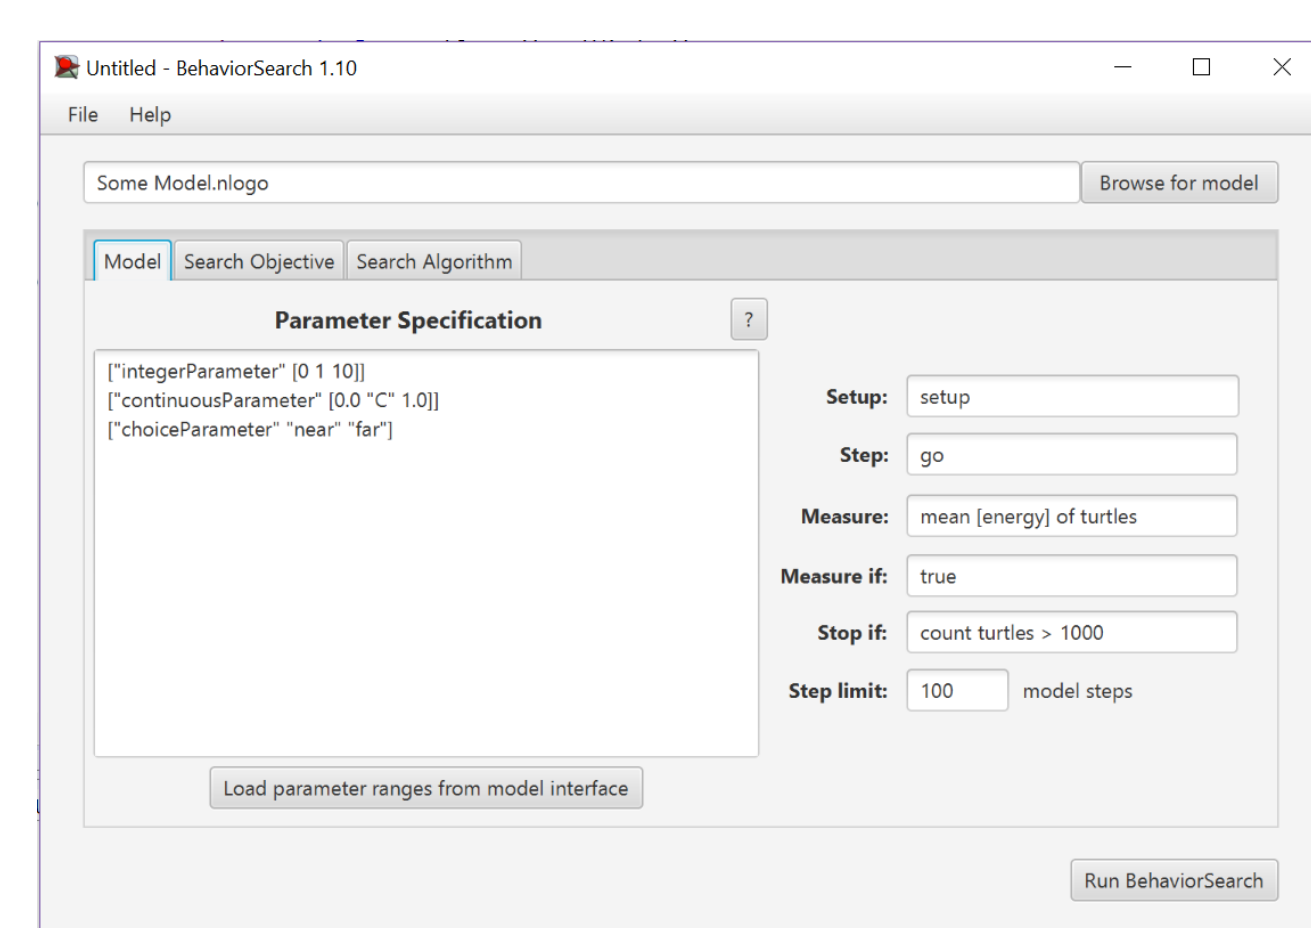 Untitled - BehaviorSearch 1.10
File Help
Some Model.nlogo Browse for model
Model Search Objective Search Algorithm
Parameter Specification ?
["integerParameter" [0 1 10]]
["continuousParameter" [0.0 "C" 1.0]]
["choiceParameter" "near" "far"]
Setup: setup
Step: go
Measure: mean [energy] of turtles
Measure if: true
Stop if: count turtles > 1000
Step limit: 100 model steps
Load parameter ranges from model interface
Run BehaviorSearch